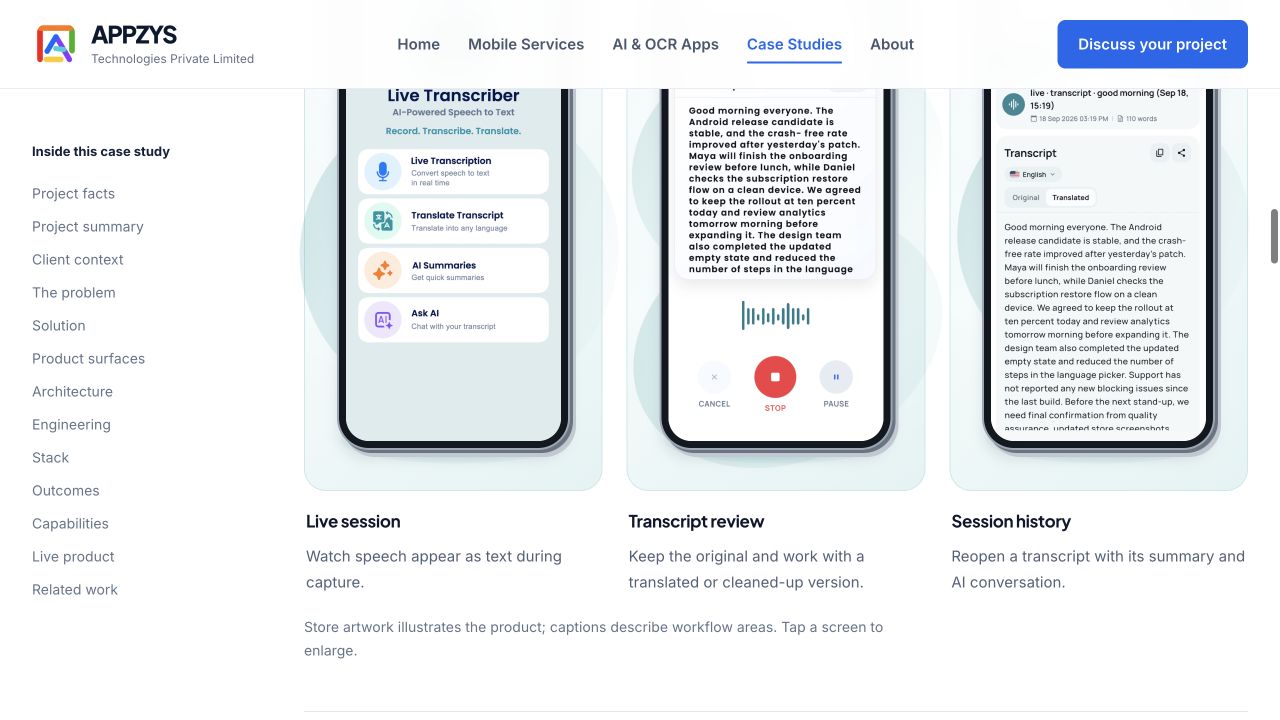 APPZYS
Technologies Private Limited
Home
Mobile Services
AI & OCR Apps
Case Studies
About
Discuss your project
Inside this case study
Project facts
Project summary
Client context
The problem
Solution
Product surfaces
Architecture
Engineering
Stack
Outcomes
Capabilities
Live product
Related work
Live Transcriber
AI-Powered Speech to Text
Record. Transcribe. Translate.
Live Transcription
Convert speech to text
in real time
Translate Transcript
Translate into any language
AI Summaries
Get quick summaries
Ask AI
Chat with your transcript
Good morning everyone. The
Android release candidate is
stable, and the crash- free rate
improved after yesterday's patch.
Maya will finish the onboarding
review before lunch, while Daniel
checks the subscription restore
flow on a clean device. We agreed
to keep the rollout at ten percent
today and review analytics
tomorrow morning before
expanding it. The design team
also completed the updated
empty state and reduced the
number of steps in the language
CANCEL
STOP
PAUSE
live · transcript · good morning (Sep 18,
15:19)
18 Sep 2026 03:19 PM
110 words
Transcript
English
Original
Translated
Good morning everyone. The Android
release candidate is stable, and the crash-
free rate improved after yesterday's patch.
Maya will finish the onboarding review
before lunch, while Daniel checks the
subscription restore flow on a clean
device. We agreed to keep the rollout at
ten percent today and review analytics
tomorrow morning before expanding it. The
design team also completed the updated
empty state and reduced the number of
steps in the language picker. Support has
not reported any new blocking issues since
the last build. Before the next stand-up, we
need final confirmation from quality
assurance, updated store screenshots,
Live session
Watch speech appear as text during
capture.
Transcript review
Keep the original and work with a
translated or cleaned-up version.
Session history
Reopen a transcript with its summary and
AI conversation.
Store artwork illustrates the product; captions describe workflow areas. Tap a screen to
enlarge.